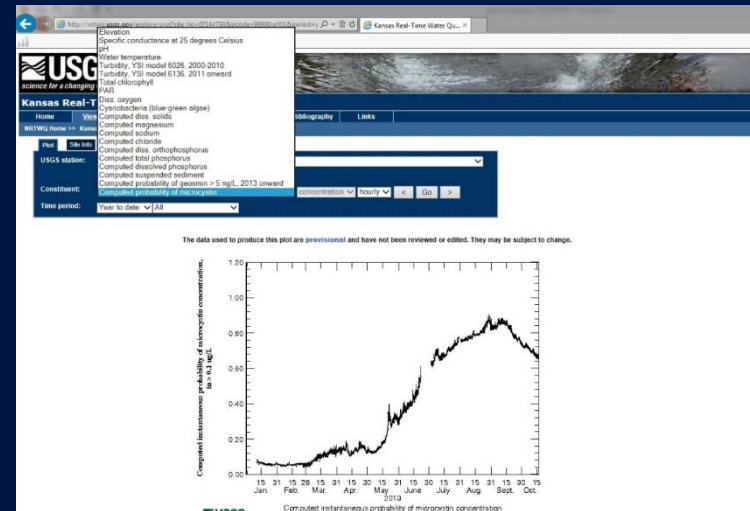 Kansas Real-Time Water Qu...
Elevation
Specific conductance at 25 degrees Celsius
pH
Water temperature
Turbidity, YSI model 6026, 2000-2010
Turbidity, YSI model 6136, 2011 onward
Total chlorophyll
PAR
Diss. oxygen
Cyanobacteria (blue-green algae)
Computed diss. solids
Computed magnesium
Computed sodium
Computed chloride
Computed diss. orthophosphorus
Computed total phosphorus
Computed dissolved phosphorus
Computed suspended sediment
Computed probability of geosmin > 5 ng/L, 2013 onward
Computed probability of microcystin
science for a changing
Kansas Real-T
Home
Links
NRTWQ Home >>
Plot Site Info
USGS station:
Constituent:
concentration hourly < Go >
Time period: Year to date All
The data used to produce this plot are provisional and have not been reviewed or edited. They may be subject to change.
Computed instantaneous probability of microcystin concentration,
1.20
1.00
0.80
0.60
0.40
0.20
0.00
15 31 15 28 15 31 15 30 15 31 15 30 15 31 15 31 15 30 15
Jan. Feb. Mar. Apr. May June July Aug. Sept. Oct.
2013
Computed instantaneous probability of microcystin concentration